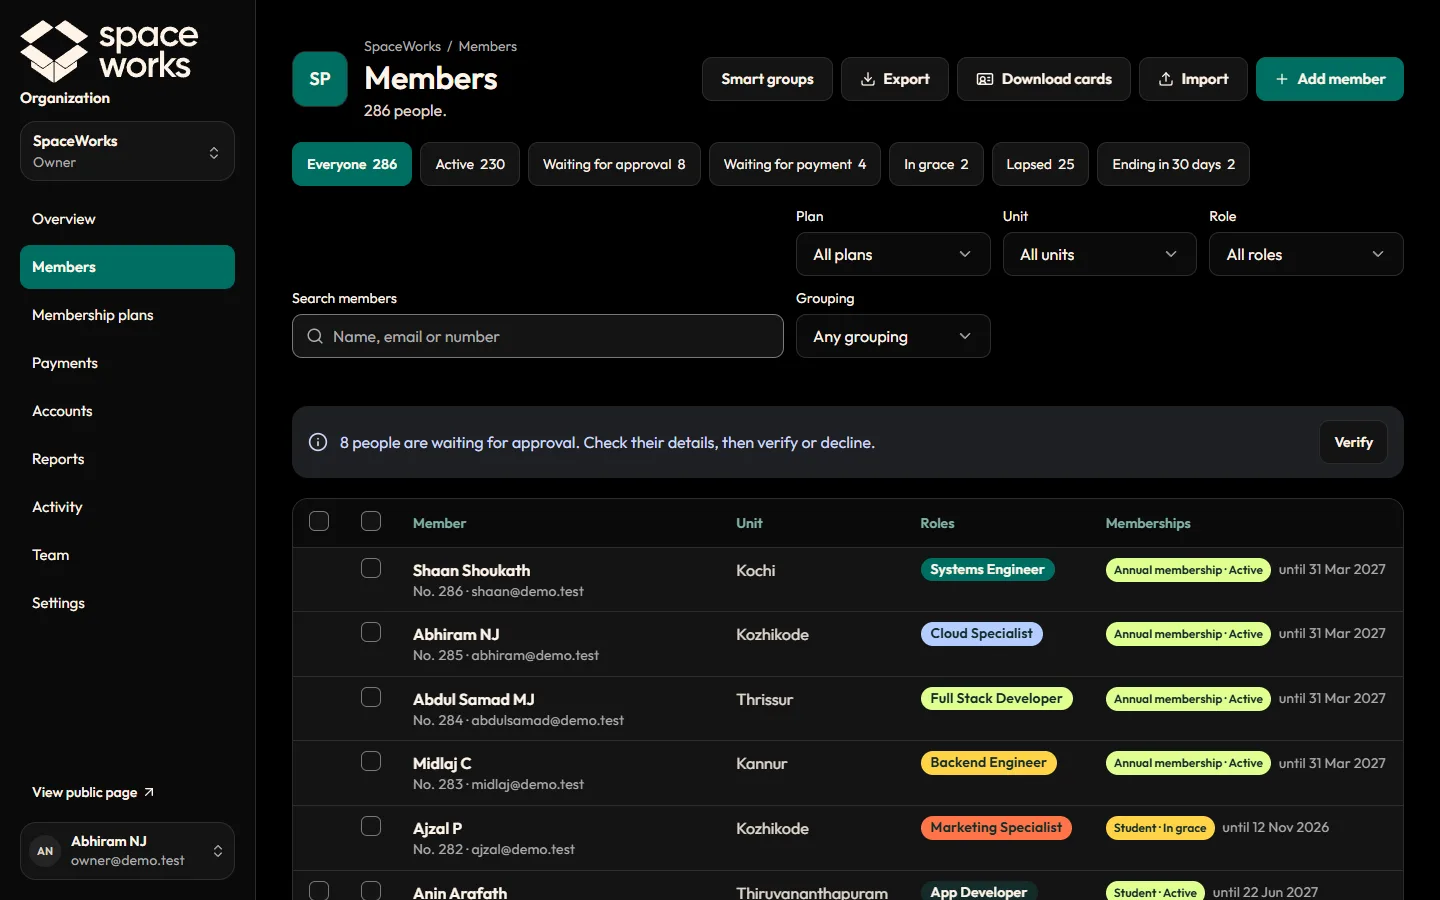 space
works
Organization
SpaceWorks
Owner
Overview
Members
Membership plans
Payments
Accounts
Reports
Activity
Team
Settings
View public page
AN
Abhiram NJ
owner@demo.test
SP
SpaceWorks / Members
Members
286 people.
Smart groups
Export
Download cards
Import
Add member
Everyone 286
Active 230
Waiting for approval 8
Waiting for payment 4
In grace 2
Lapsed 25
Ending in 30 days 2
Plan
Unit
Role
All plans
All units
All roles
Search members
Grouping
Name, email or number
Any grouping
8 people are waiting for approval. Check their details, then verify or decline.
Verify
Member Unit Roles Memberships
Shaan Shoukath Kochi Systems Engineer Annual membership · Active until 31 Mar 2027
No. 286 · shaan@demo.test
Abhiram NJ Kozhikode Cloud Specialist Annual membership · Active until 31 Mar 2027
No. 285 · abhiram@demo.test
Abdul Samad MJ Thrissur Full Stack Developer Annual membership · Active until 31 Mar 2027
No. 284 · abdulsamad@demo.test
Midlaj C Kannur Backend Engineer Annual membership · Active until 31 Mar 2027
No. 283 · midlaj@demo.test
Ajzal P Kozhikode Marketing Specialist Student · In grace until 12 Nov 2026
No. 282 · ajzal@demo.test
Anin Arafath Thiruvananthapuram App Developer Student · Active until 22 Jun 2027